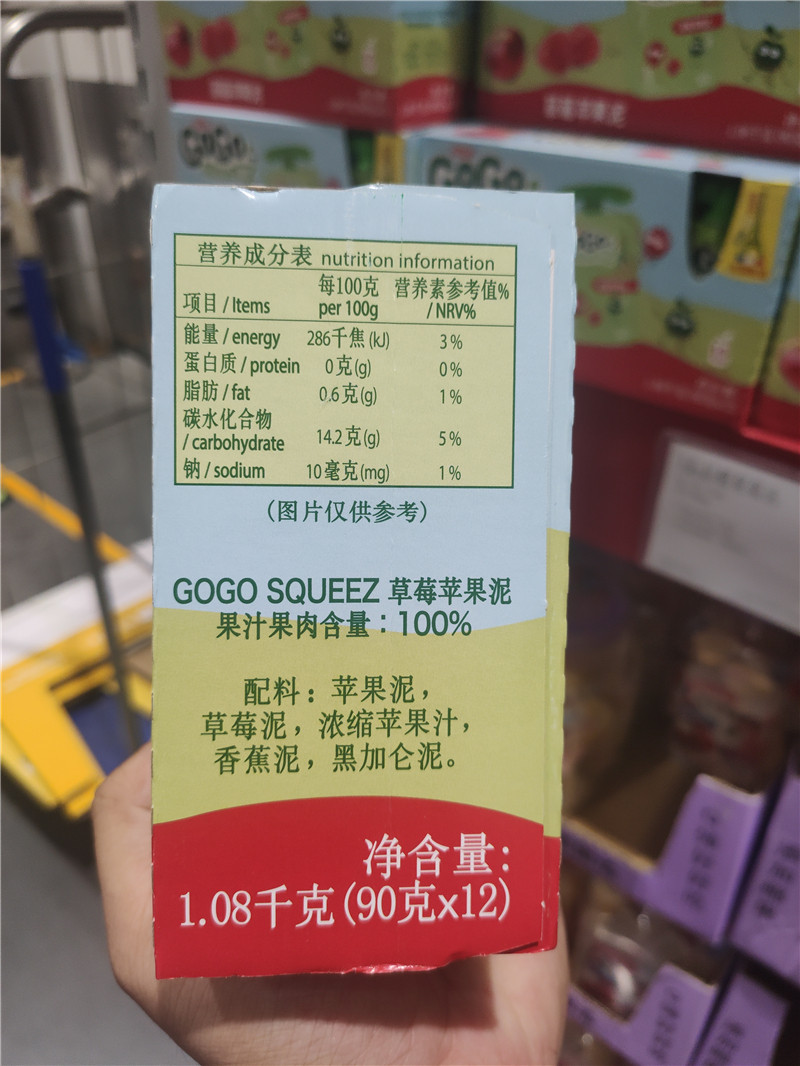 营养成分表 nutrition information
项目 / Items 每100克 per 100g 营养素参考值% / NRV%
能量 / energy 286千焦 (kJ) 3%
蛋白质 / protein 0克(g) 0%
脂肪 / fat 0.6克(g) 1%
碳水化合物
/ carbohydrate 14.2克(g) 5%
钠 / sodium 10毫克(mg) 1%
(图片仅供参考)
GOGO SQUEEZ 草莓苹果泥
果汁果肉含量：100%
配料：苹果泥，
草莓泥，浓缩苹果汁，
香蕉泥，黑加仑泥。
净含量:
1.08千克(90克x12)
GoGo
GoGo